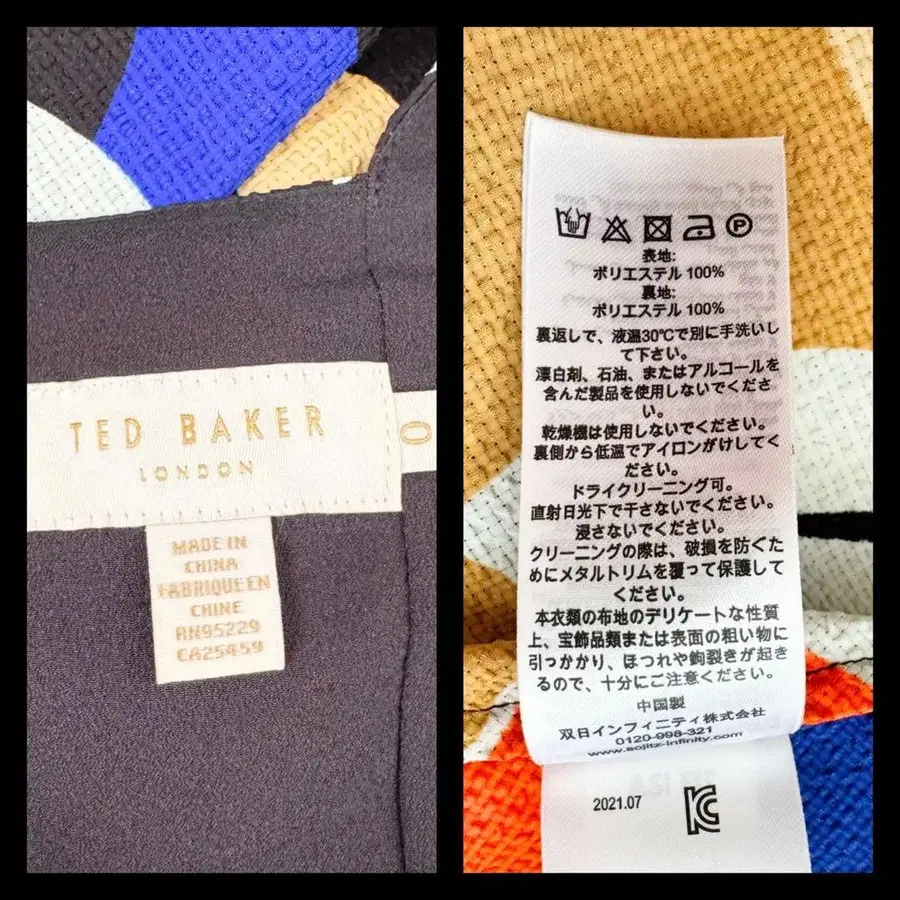 TED BAKER
LONDON
0
MADE IN
CHINA
FABRIQUE EN
CHINE
RN95229
CA25459
P
表地:
ポリエステル 100%
裏地:
ポリエステル 100%
裏返しで、液温30℃で別に手洗いし
て下さい。
漂白剤、石油、またはアルコールを
含んだ製品を使用しないでくださ
い。
乾燥機は使用しないでください。
裏側から低温でアイロンがけしてく
ださい。
ドライクリーニング可。
直射日光下で干さないでください。
浸さないでください。
クリーニングの際は、破損を防ぐた
めにメタルトリムを覆って保護して
ください。
本衣類の布地のデリケートな性質
上、宝飾品類または表面の粗い物に
引っかかり、ほつれや鉤裂きが起き
るので、十分にご注意ください。
中国製
双日インフィニティ株式会社
0120-998-321
www.sojitz-infinity.com
2021.07